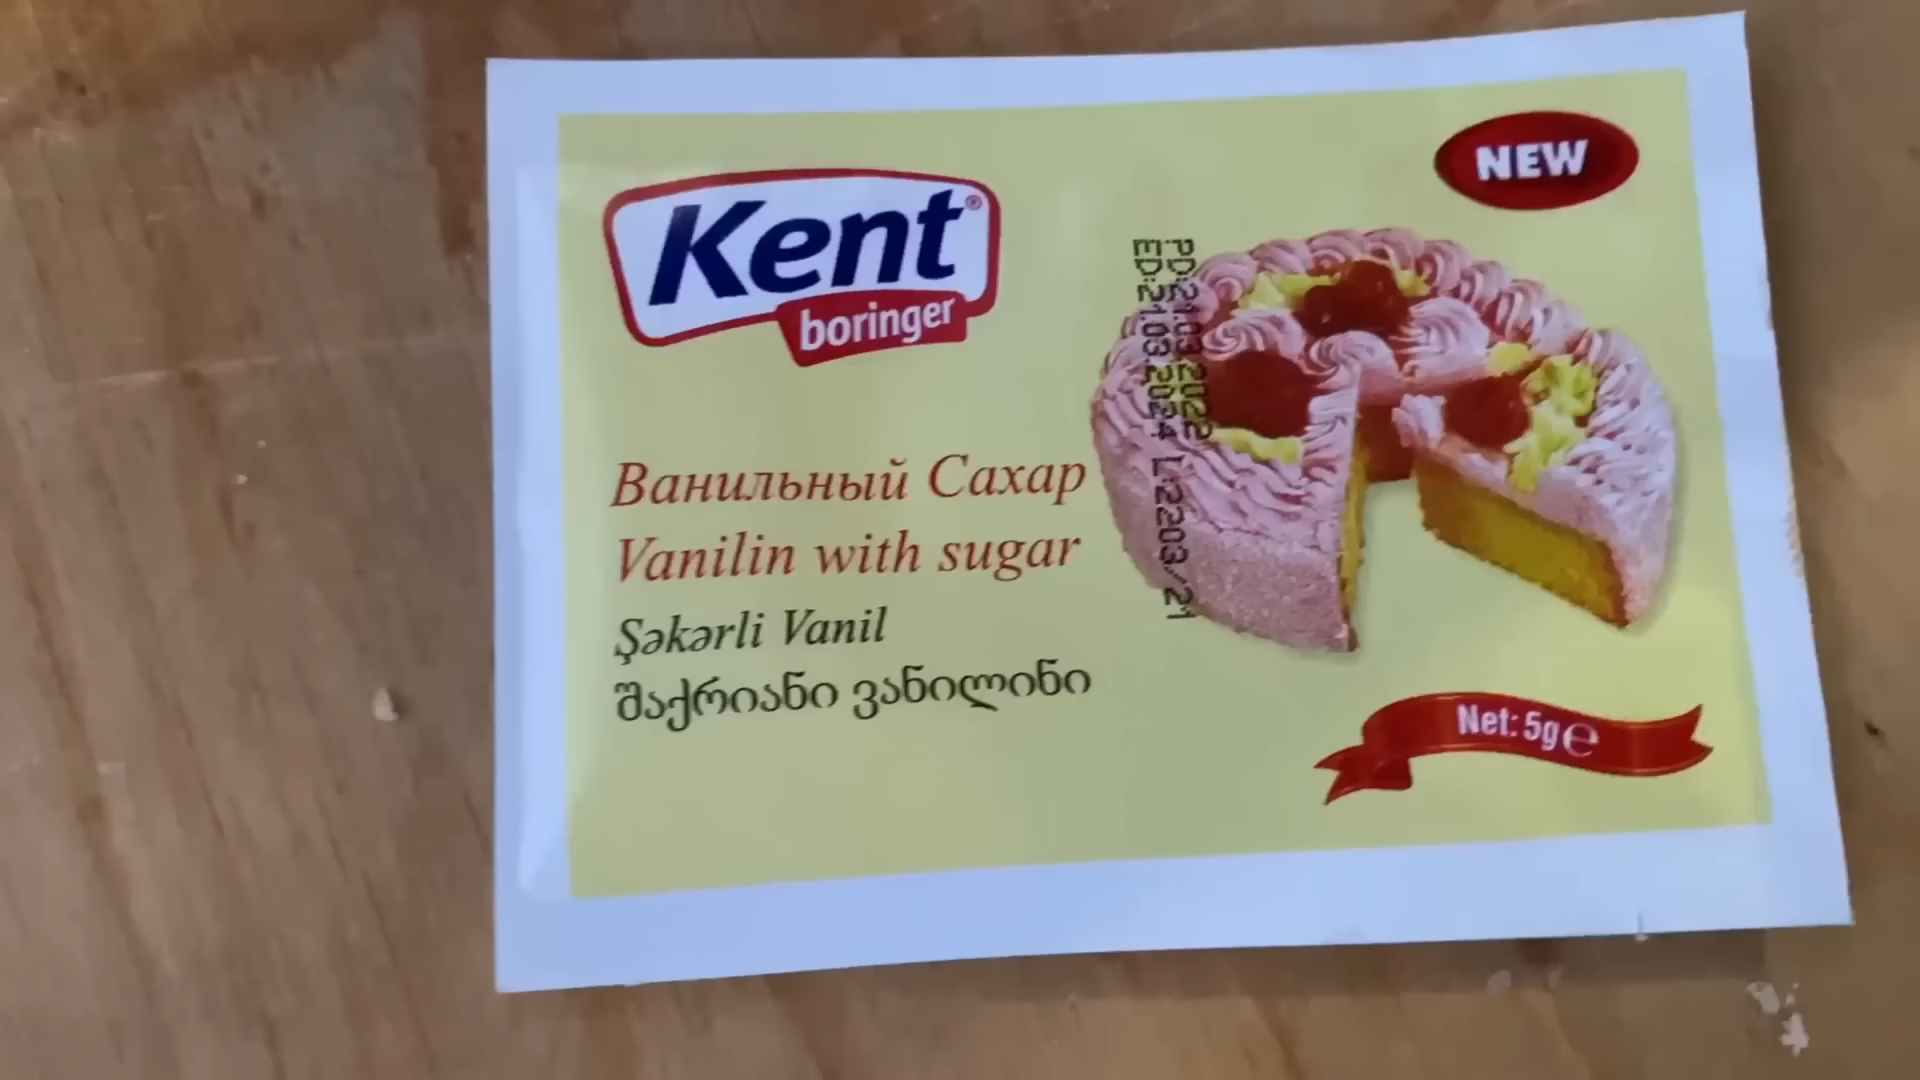 NEW
Kent®
boringer
PD:21.03.2022
ED:21.03.2024 L:2203/21
Ванильный Сахар
Vanilin with sugar
Şəkərli Vanil
შაქრიანი ვანილინი
Net: 5g ℮